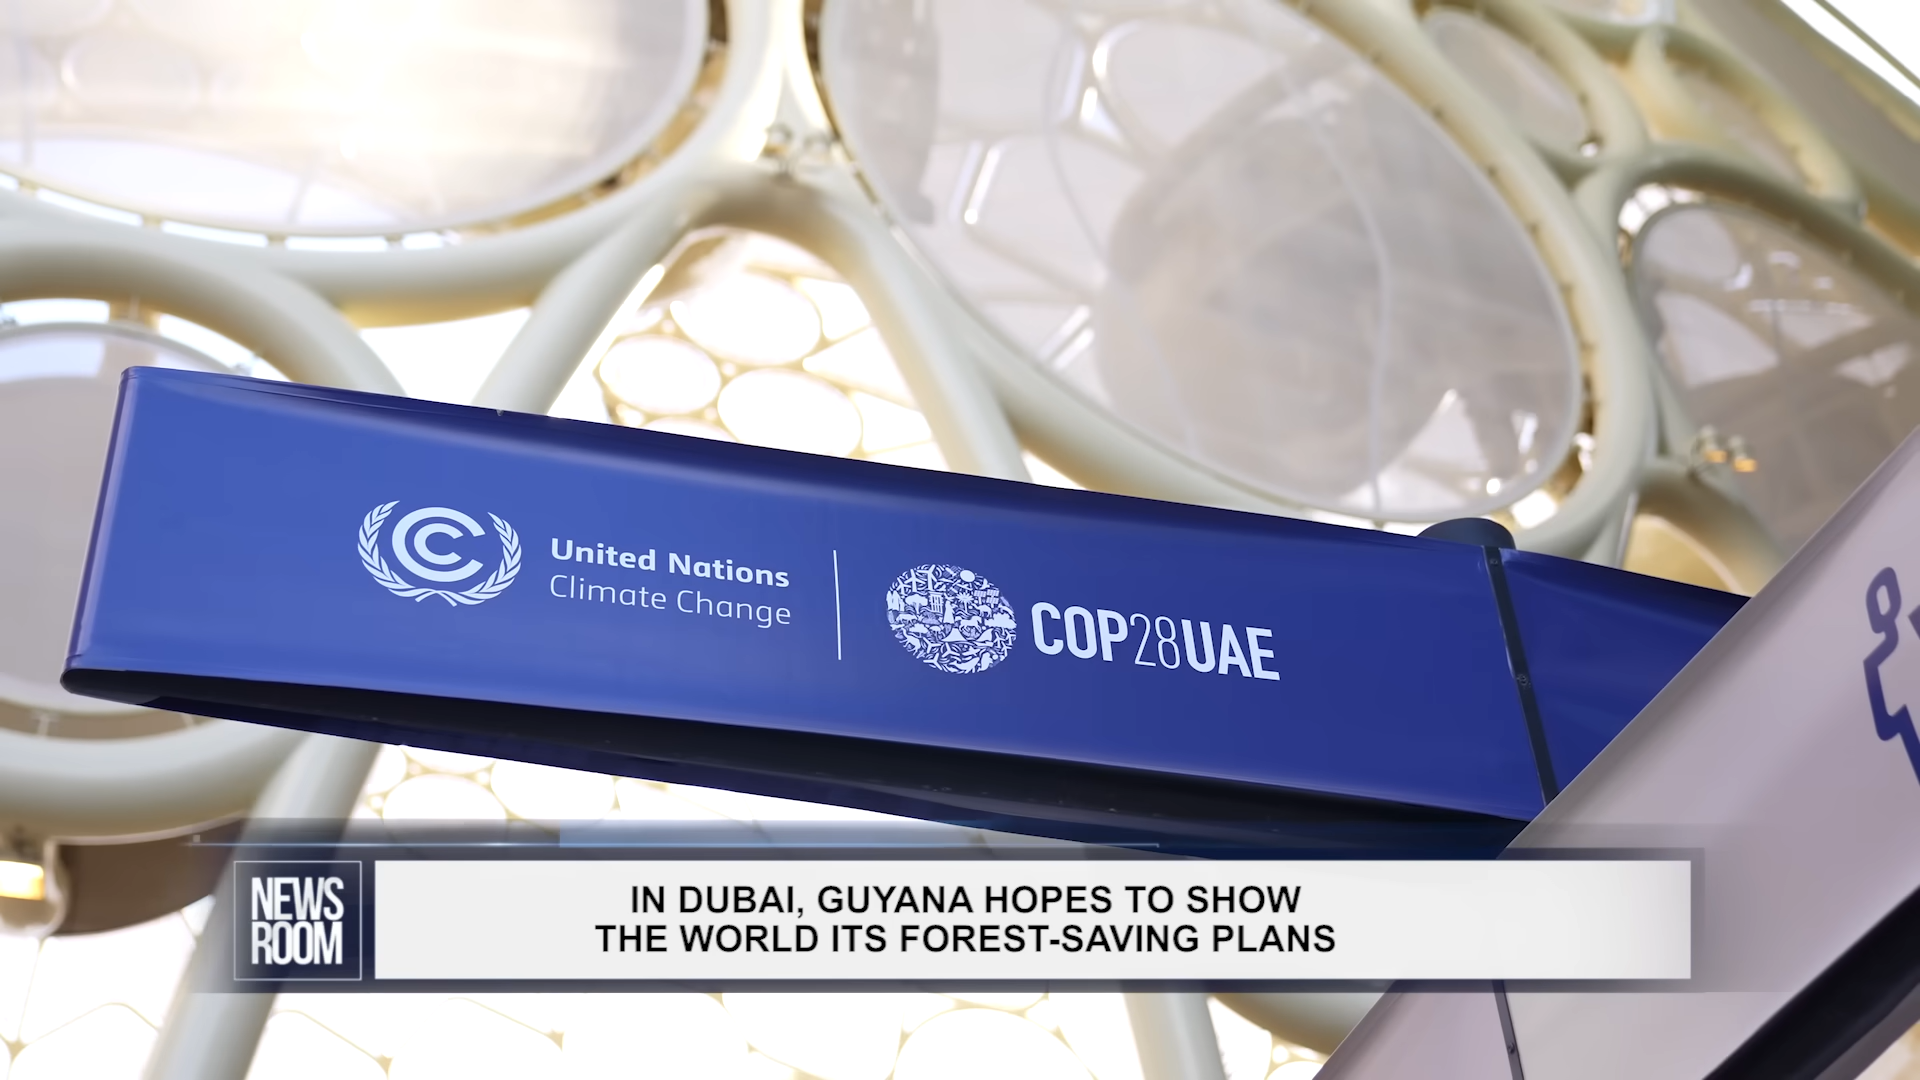 United Nations
Climate Change
COP28UAE
NEWS
ROOM
IN DUBAI, GUYANA HOPES TO SHOW
THE WORLD ITS FOREST-SAVING PLANS